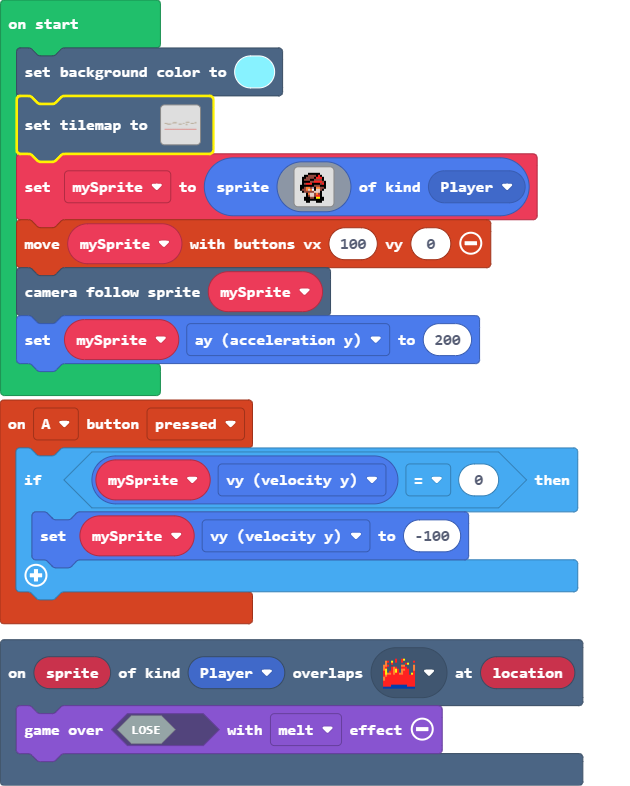 on start
set background color to
set tilemap to
set mySprite to sprite of kind Player
move mySprite with buttons vx 100 vy 0
camera follow sprite mySprite
set mySprite ay (acceleration y) to 200
on A button pressed
if mySprite vy (velocity y) = 0 then
set mySprite vy (velocity y) to -100
on sprite of kind Player overlaps at location
game over LOSE with melt effect